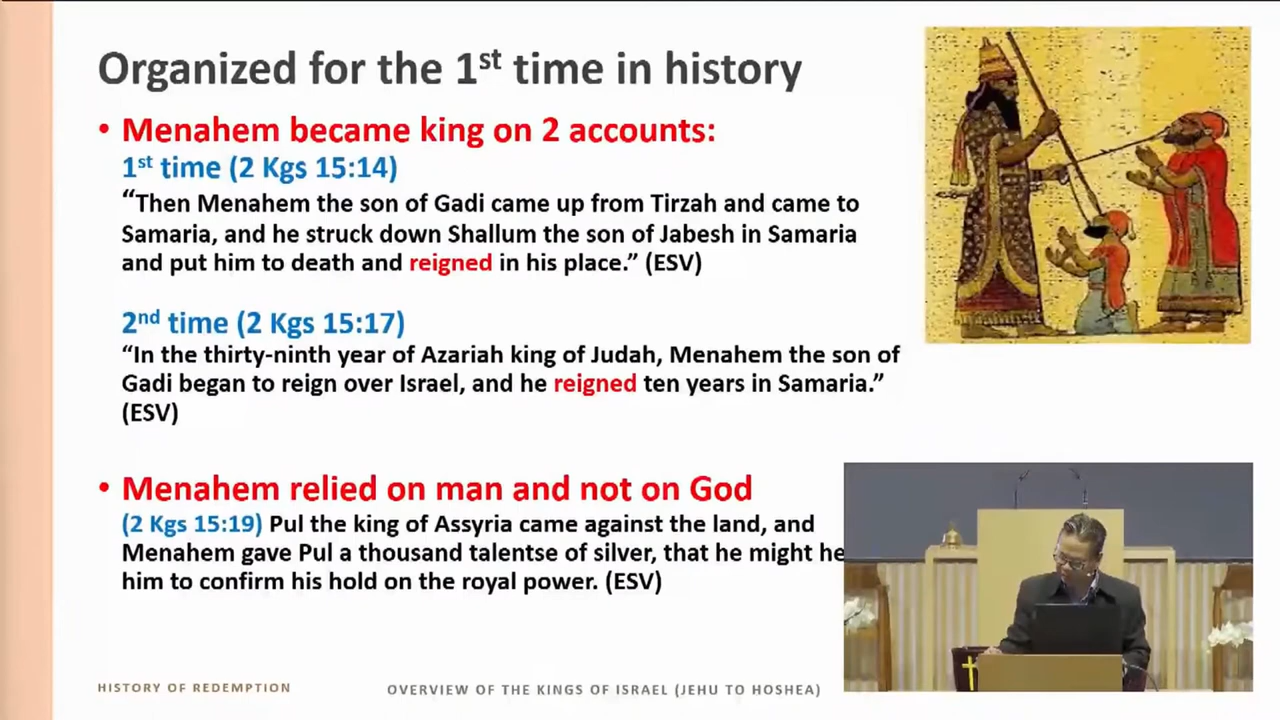 Organized for the 1st time in history
• Menahem became king on 2 accounts:
1st time (2 Kgs 15:14)
“Then Menahem the son of Gadi came up from Tirzah and came to
Samaria, and he struck down Shallum the son of Jabesh in Samaria
and put him to death and reigned in his place.” (ESV)
2nd time (2 Kgs 15:17)
“In the thirty-ninth year of Azariah king of Judah, Menahem the son of
Gadi began to reign over Israel, and he reigned ten years in Samaria.”
(ESV)
• Menahem relied on man and not on God
(2 Kgs 15:19) Pul the king of Assyria came against the land, and
Menahem gave Pul a thousand talentse of silver, that he might he
him to confirm his hold on the royal power. (ESV)
HISTORY OF REDEMPTION
OVERVIEW OF THE KINGS OF ISRAEL (JEHU TO HOSHEA)